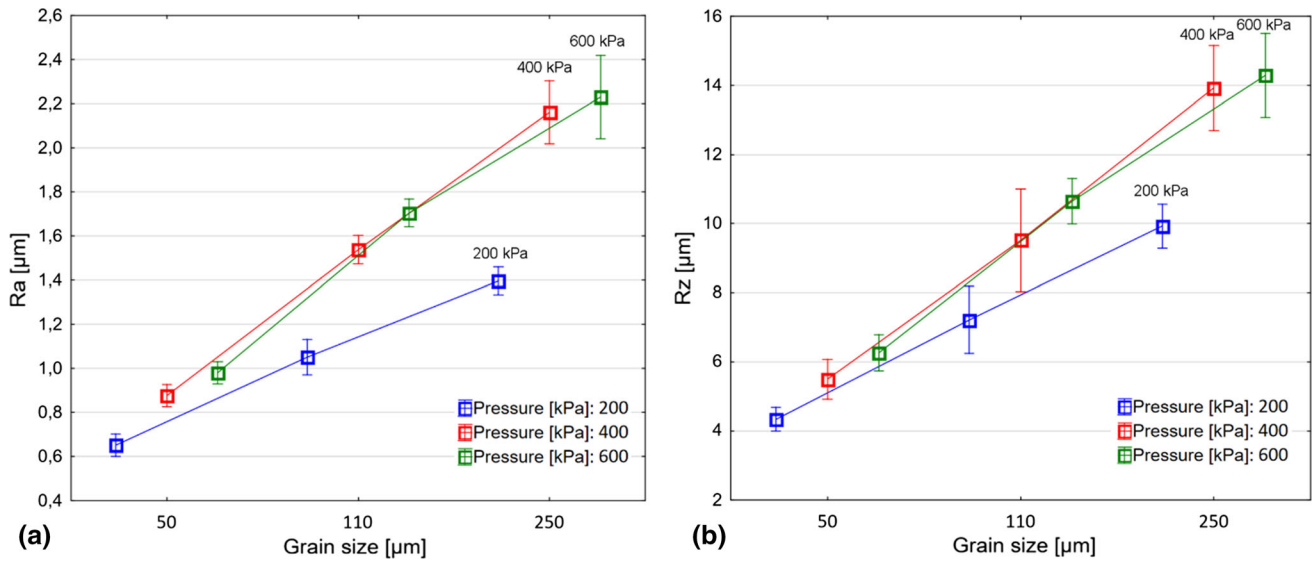 2,6
2,4
2,2
2,0
1,8
1,6
1,4
1,2
1,0
0,8
0,6
0,4
Ra [µm]
600 kPa
400 kPa
200 kPa
Pressure [kPa]: 200
Pressure [kPa]: 400
Pressure [kPa]: 600
50 110 250
Grain size [µm]
(a)
16
14
12
10
8
6
4
2
Rz [µm]
600 kPa
400 kPa
200 kPa
Pressure [kPa]: 200
Pressure [kPa]: 400
Pressure [kPa]: 600
50 110 250
Grain size [µm]
(b)